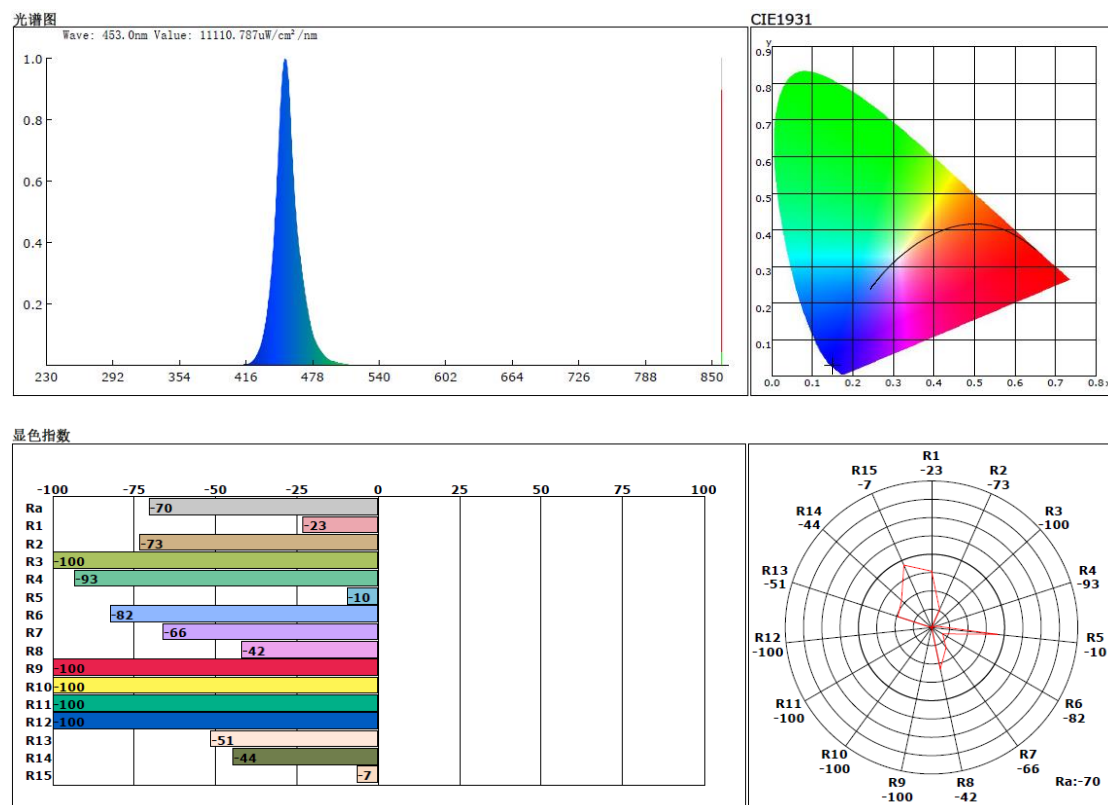 光谱图
Wave: 453.0nm Value: 11110.787uW/cm²/nm
1.0
0.8
0.6
0.4
0.2
230 292 354 416 478 540 602 664 726 788 850
CIE1931
y
0.9
0.8
0.7
0.6
0.5
0.4
0.3
0.2
0.1
0.0 0.1 0.2 0.3 0.4 0.5 0.6 0.7 0.8 x
显色指数
-100 -75 -50 -25 0 25 50 75 100
Ra -70
R1 -23
R2 -73
R3 -100
R4 -93
R5 -10
R6 -82
R7 -66
R8 -42
R9 -100
R10 -100
R11 -100
R12 -100
R13 -51
R14 -44
R15 -7
R1
-23
R2
-73
R3
-100
R4
-93
R5
-10
R6
-82
R7
-66
R8
-42
R9
-100
R10
-100
R11
-100
R12
-100
R13
-51
R14
-44
R15
-7
Ra:-70